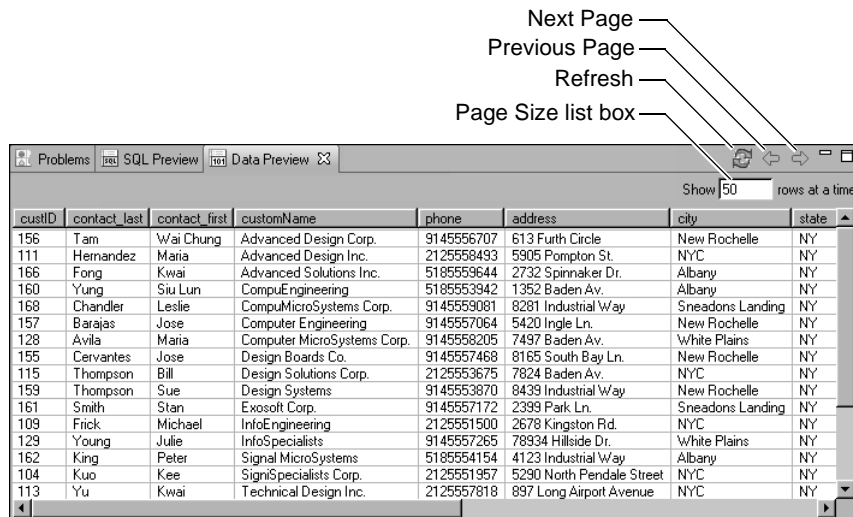 Next Page
Previous Page
Refresh
Page Size list box
Problems SQL Preview Data Preview
Show 50 rows at a time
custID contact_last contact_first customName phone address city state
156 Tam Wai Chung Advanced Design Corp. 9145556707 613 Furth Circle New Rochelle NY
111 Hernandez Maria Advanced Design Inc. 2125558493 5905 Pompton St. NYC NY
166 Fong Kwai Advanced Solutions Inc. 5185559644 2732 Spinnaker Dr. Albany NY
160 Yung Siu Lun CompuEngineering 5185553942 1352 Baden Av. Albany NY
168 Chandler Leslie CompuMicroSystems Corp. 9145559081 8281 Industrial Way Sneadons Landing NY
157 Barajas Jose Computer Engineering 9145557064 5420 Ingle Ln. New Rochelle NY
128 Avila Maria Computer MicroSystems Corp. 9145558205 7497 Baden Av. White Plains NY
155 Cervantes Jose Design Boards Co. 9145557468 8165 South Bay Ln. New Rochelle NY
115 Thompson Bill Design Solutions Corp. 2125553675 7824 Baden Av. NYC NY
159 Thompson Sue Design Systems 9145553870 8439 Industrial Way New Rochelle NY
161 Smith Stan Exosoft Corp. 9145557172 2399 Park Ln. Sneadons Landing NY
109 Frick Michael InfoEngineering 2125551500 2678 Kingston Rd. NYC NY
129 Young Julie InfoSpecialists 9145557265 78934 Hillside Dr. White Plains NY
162 King Peter Signal MicroSystems 5185554154 4123 Industrial Way Albany NY
104 Kuo Kee SigniSpecialists Corp. 2125551957 5290 North Pendale Street NYC NY
113 Yu Kwai Technical Design Inc. 2125557818 897 Long Airport Avenue NYC NY